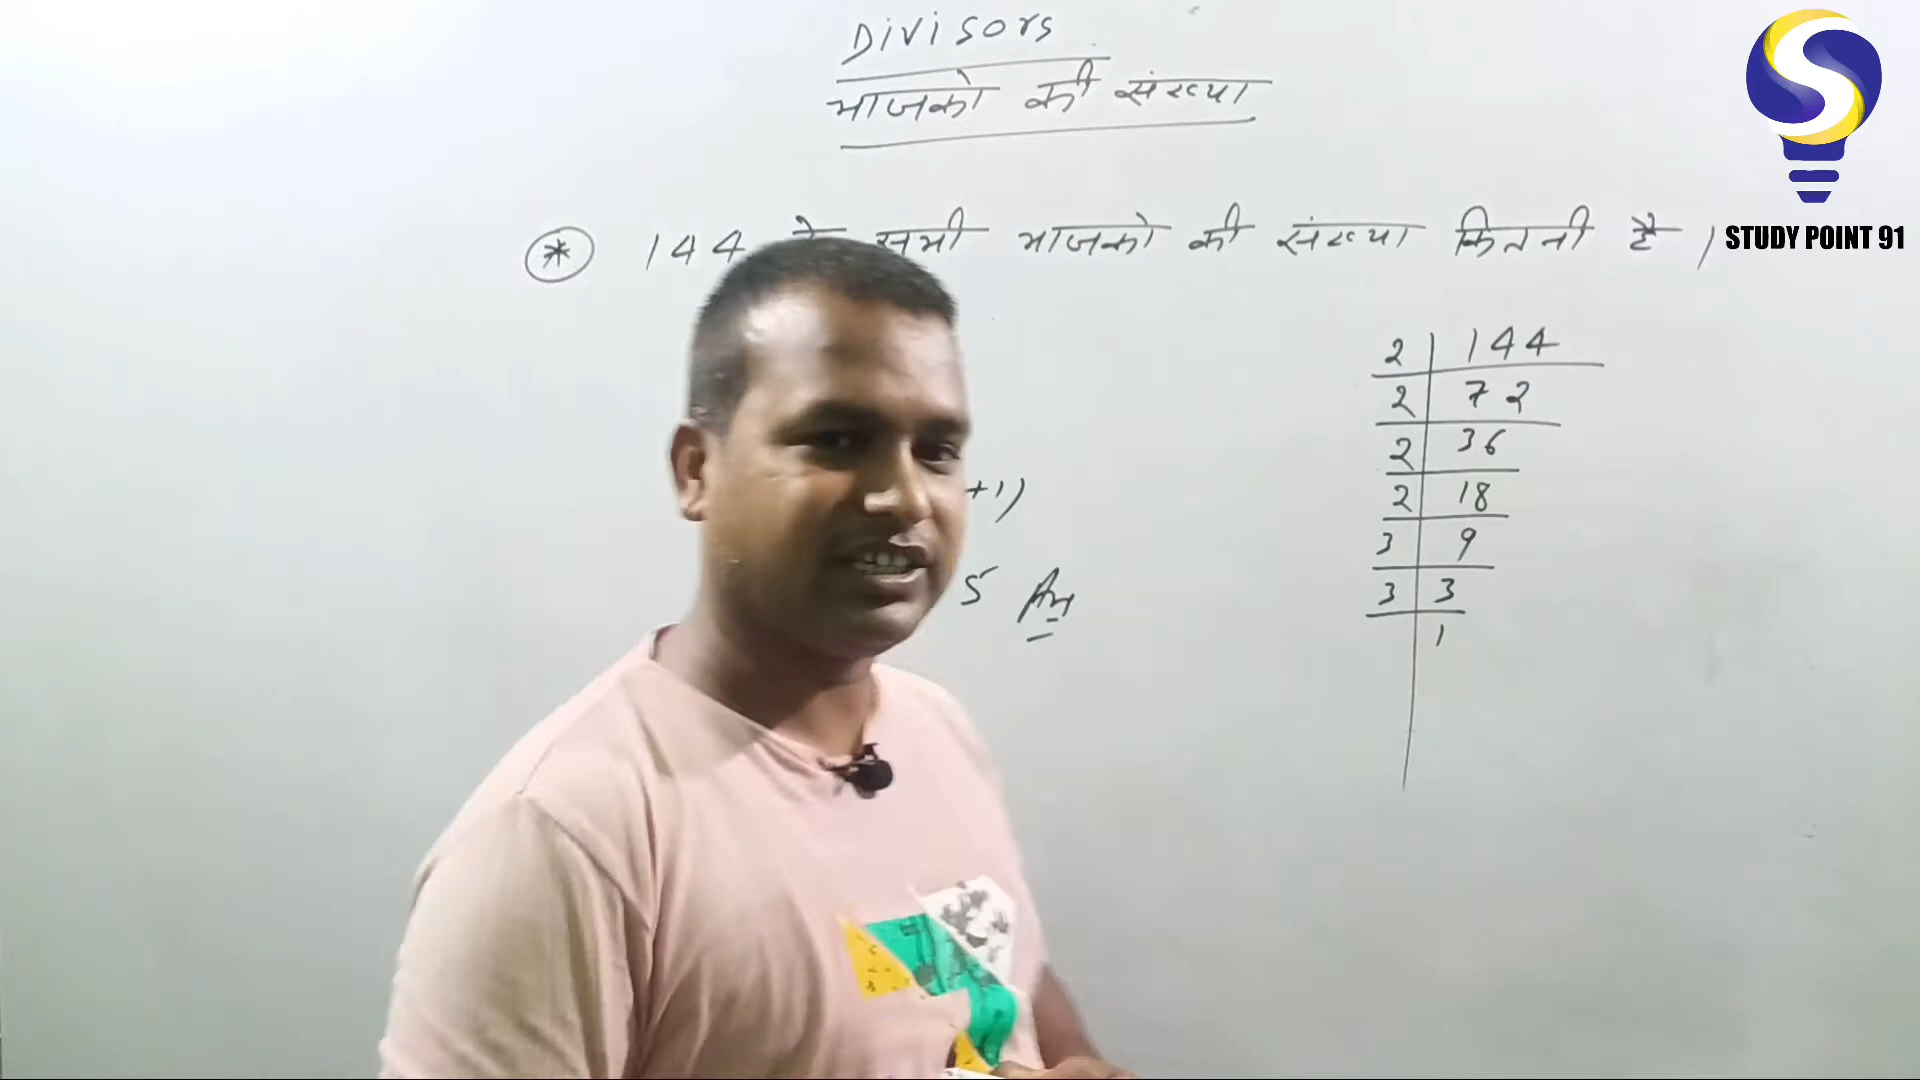 Divisors
भाजको की संख्या
* 144 के सभी भाजको की संख्या कितनी है।
STUDY POINT 91
2 | 144
2 | 72
2 | 36
2 | 18
3 | 9
3 | 3
1
+1)
5 Ans